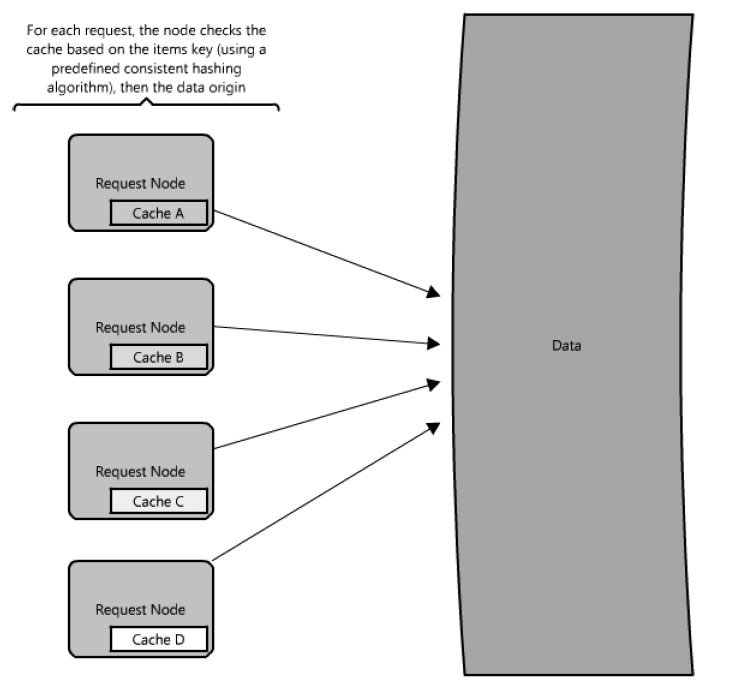 For each request, the node checks the
cache based on the items key (using a
predefined consistent hashing
algorithm), then the data origin
Request Node
Cache A
Request Node
Cache B
Data
Request Node
Cache C
Request Node
Cache D